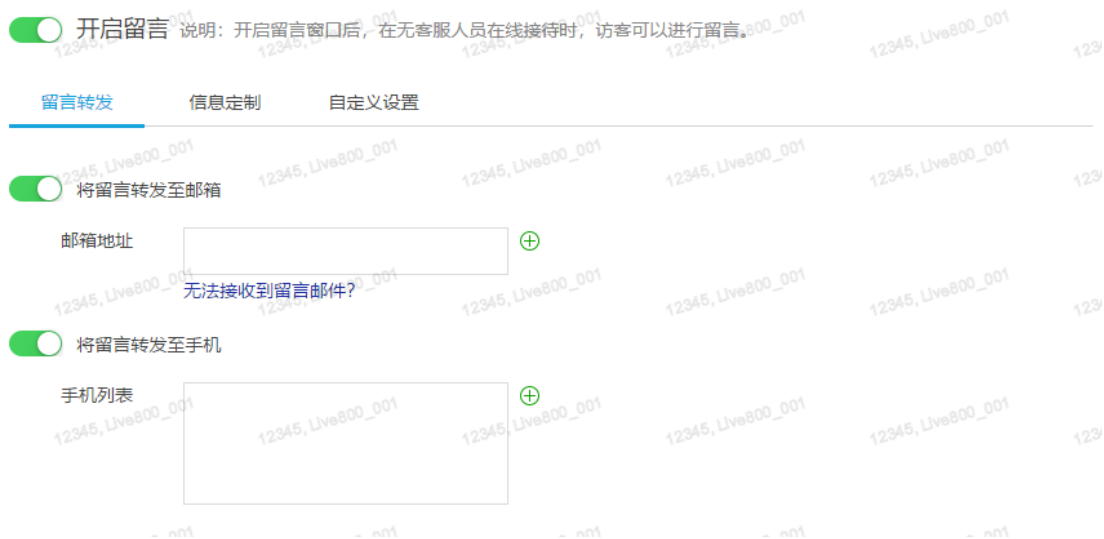 开启留言 说明：开启留言窗口后，在无客服人员在线接待时，访客可以进行留言。
留言转发 信息定制 自定义设置
将留言转发至邮箱
邮箱地址
无法接收到留言邮件?
将留言转发至手机
手机列表
12345, Live800_001